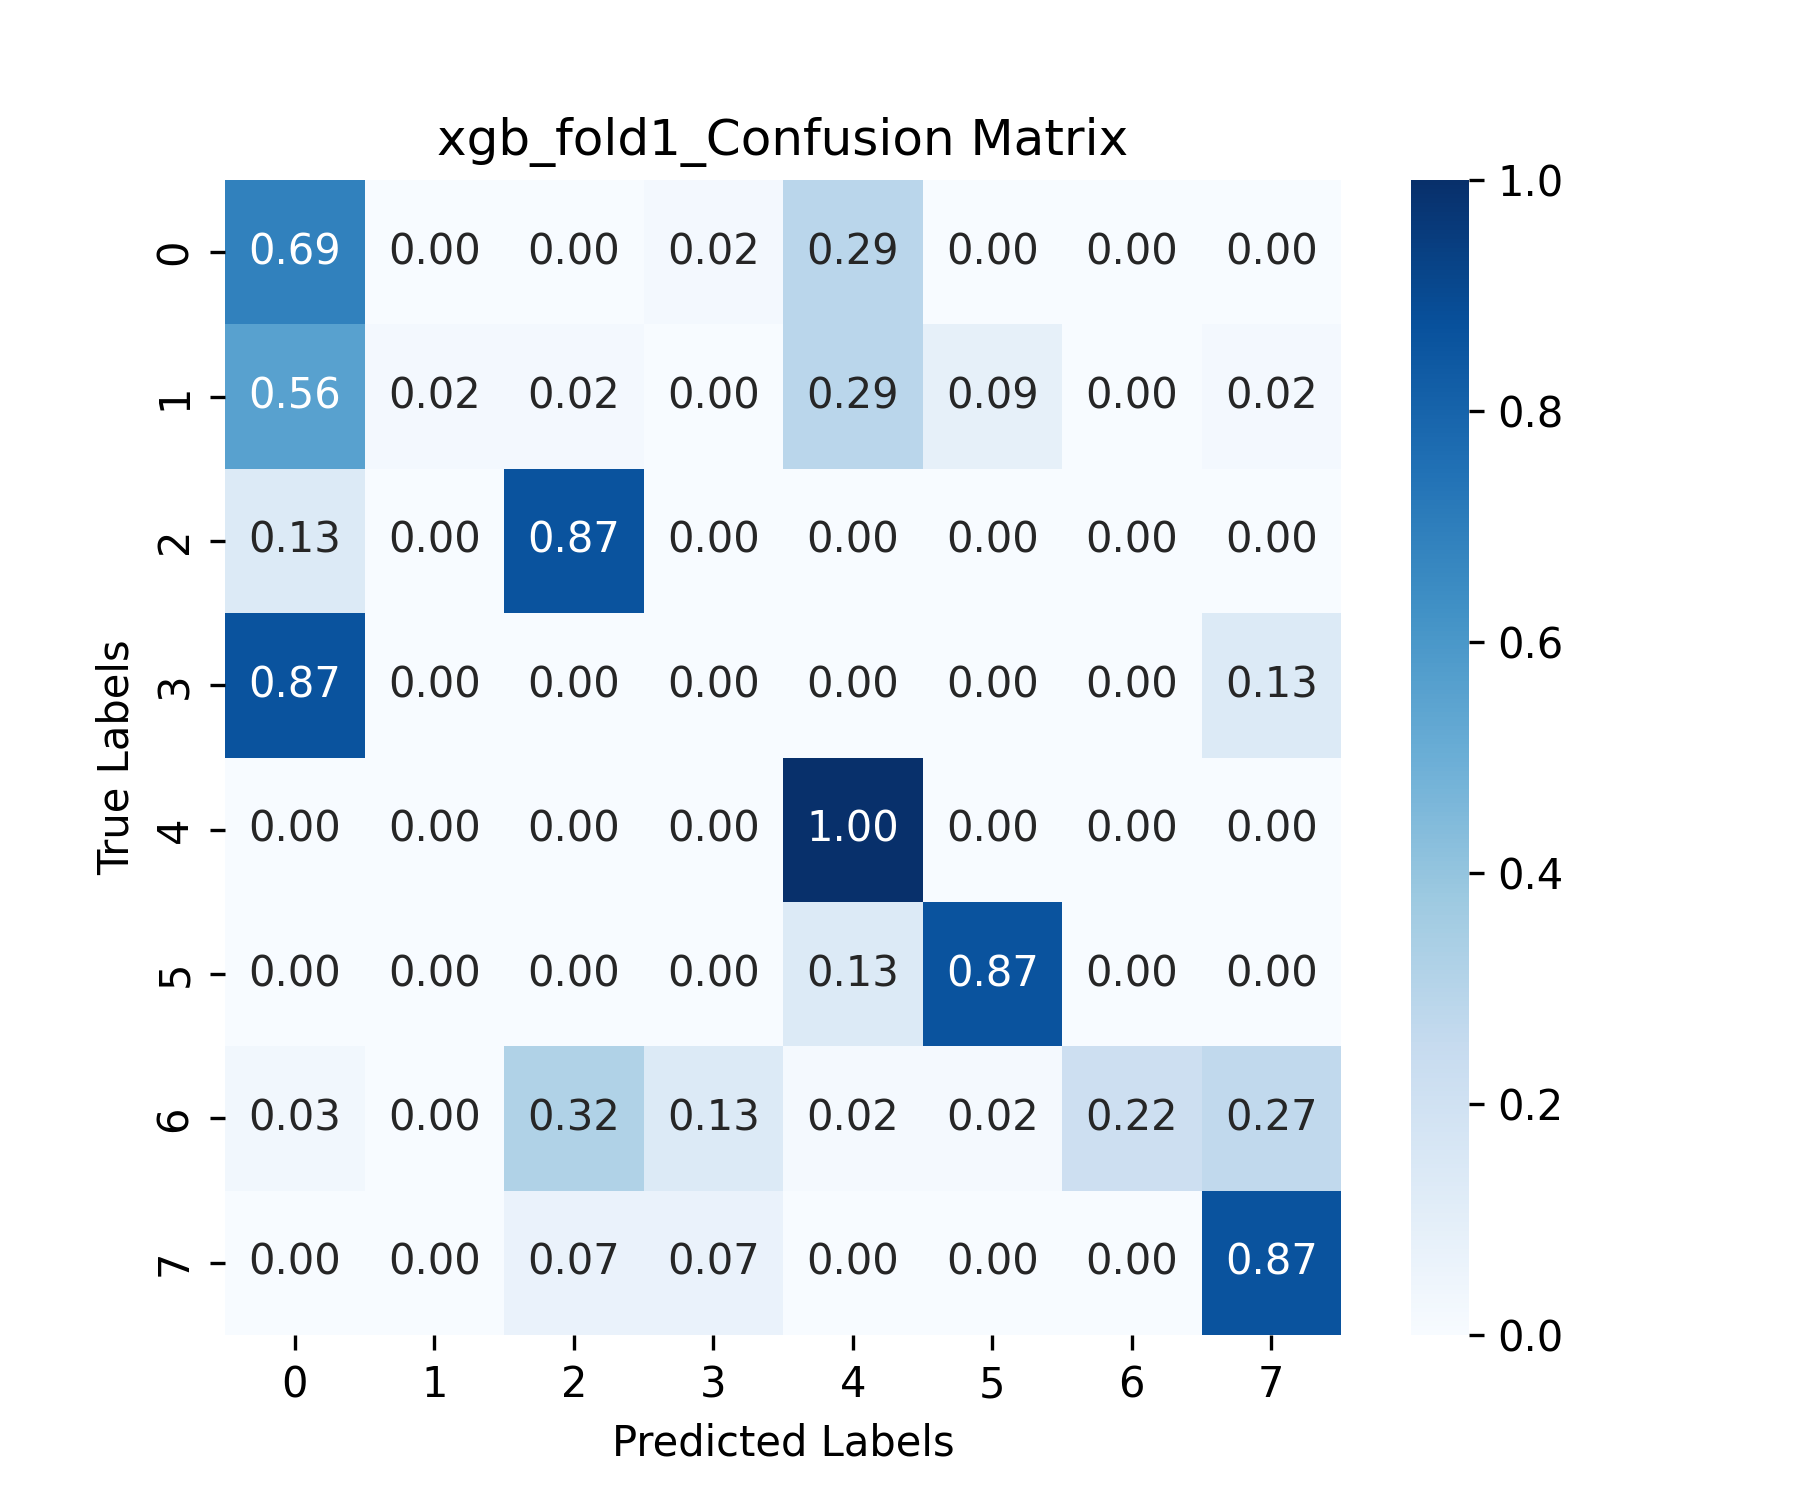 xgb_fold1_Confusion Matrix
0 0.69 0.00 0.00 0.02 0.29 0.00 0.00 0.00
1 0.56 0.02 0.02 0.00 0.29 0.09 0.00 0.02
2 0.13 0.00 0.87 0.00 0.00 0.00 0.00 0.00
3 0.87 0.00 0.00 0.00 0.00 0.00 0.00 0.13
4 0.00 0.00 0.00 0.00 1.00 0.00 0.00 0.00
5 0.00 0.00 0.00 0.00 0.13 0.87 0.00 0.00
6 0.03 0.00 0.32 0.13 0.02 0.02 0.22 0.27
7 0.00 0.00 0.07 0.07 0.00 0.00 0.00 0.87
0 1 2 3 4 5 6 7
Predicted Labels
True Labels
1.0
0.8
0.6
0.4
0.2
0.0